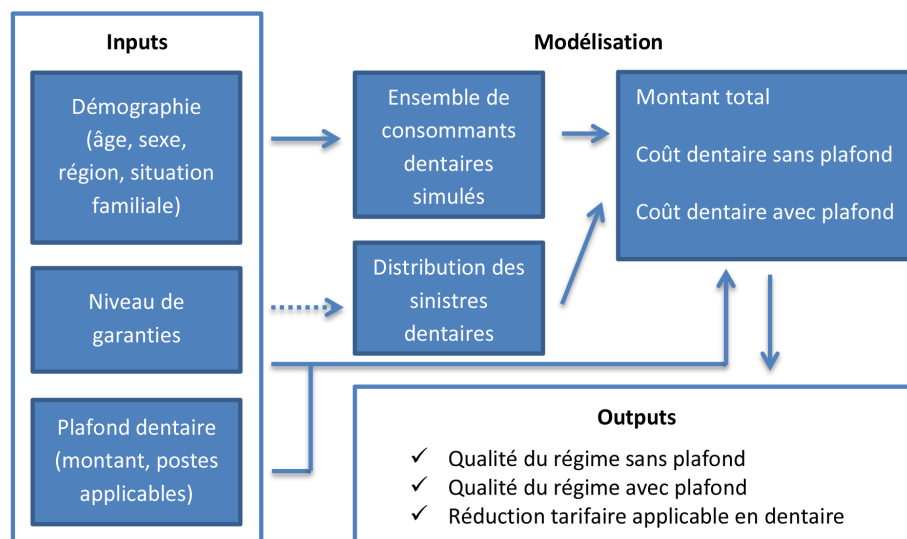 Inputs
Démographie
(âge, sexe,
région, situation
familiale)
Niveau de
garanties
Plafond dentaire
(montant, postes
applicables)
Modélisation
Ensemble de
consommants
dentaires
simulés
Distribution des
sinistres
dentaires
Montant total
Coût dentaire sans plafond
Coût dentaire avec plafond
Outputs
✓ Qualité du régime sans plafond
✓ Qualité du régime avec plafond
✓ Réduction tarifaire applicable en dentaire